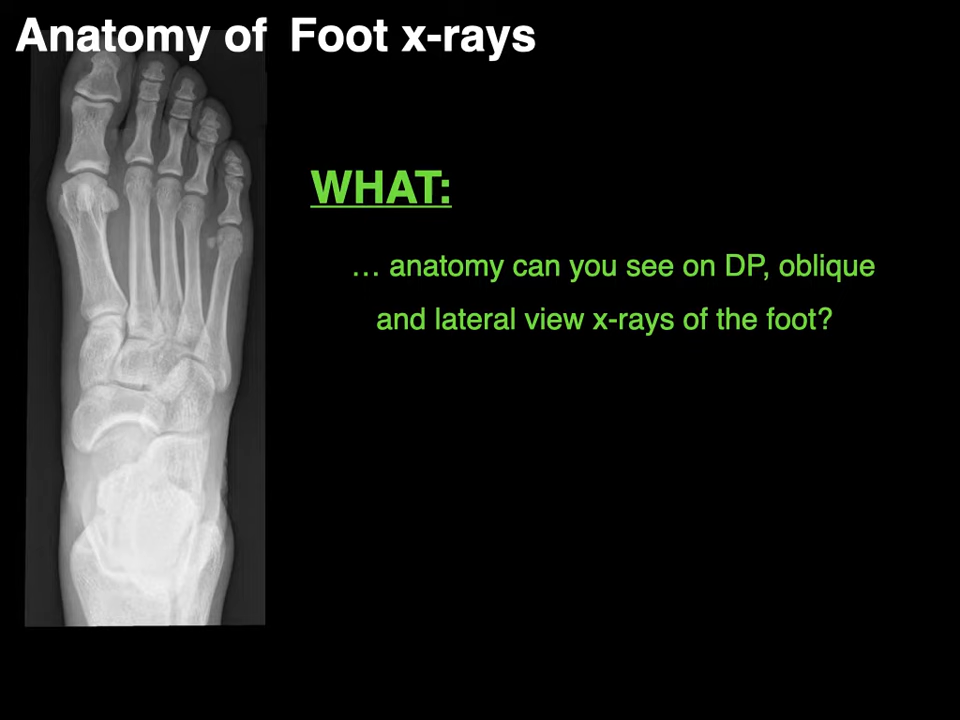 Anatomy of Foot x-rays
WHAT:
… anatomy can you see on DP, oblique
and lateral view x-rays of the foot?